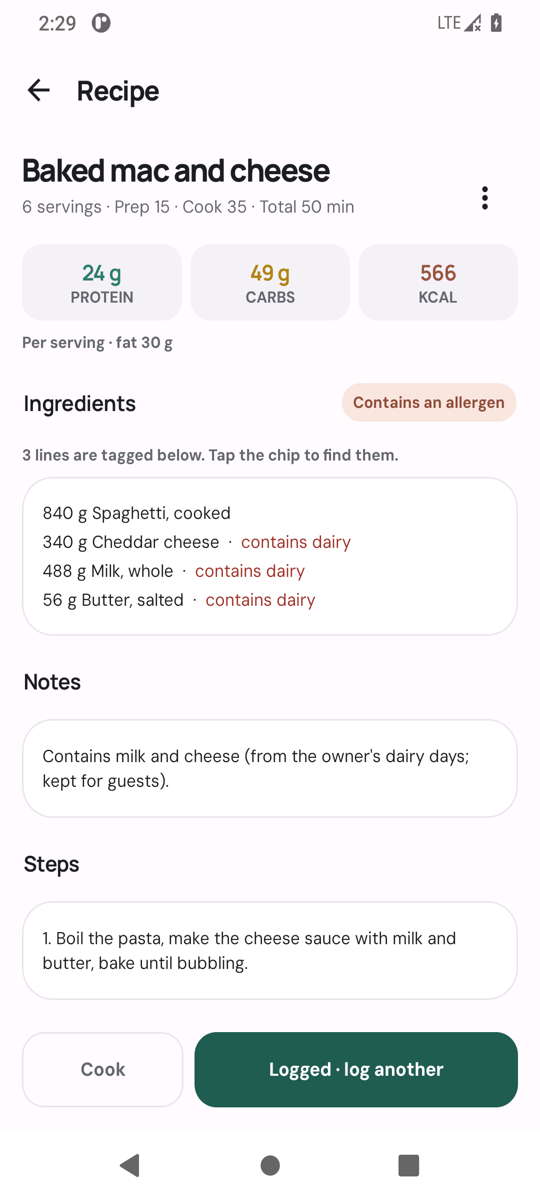 2:29
LTE
Recipe
Baked mac and cheese
6 servings · Prep 15 · Cook 35 · Total 50 min
24 g
PROTEIN
49 g
CARBS
566
KCAL
Per serving · fat 30 g
Ingredients
Contains an allergen
3 lines are tagged below. Tap the chip to find them.
840 g Spaghetti, cooked
340 g Cheddar cheese · contains dairy
488 g Milk, whole · contains dairy
56 g Butter, salted · contains dairy
Notes
Contains milk and cheese (from the owner's dairy days;
kept for guests).
Steps
1. Boil the pasta, make the cheese sauce with milk and
butter, bake until bubbling.
Cook
Logged · log another